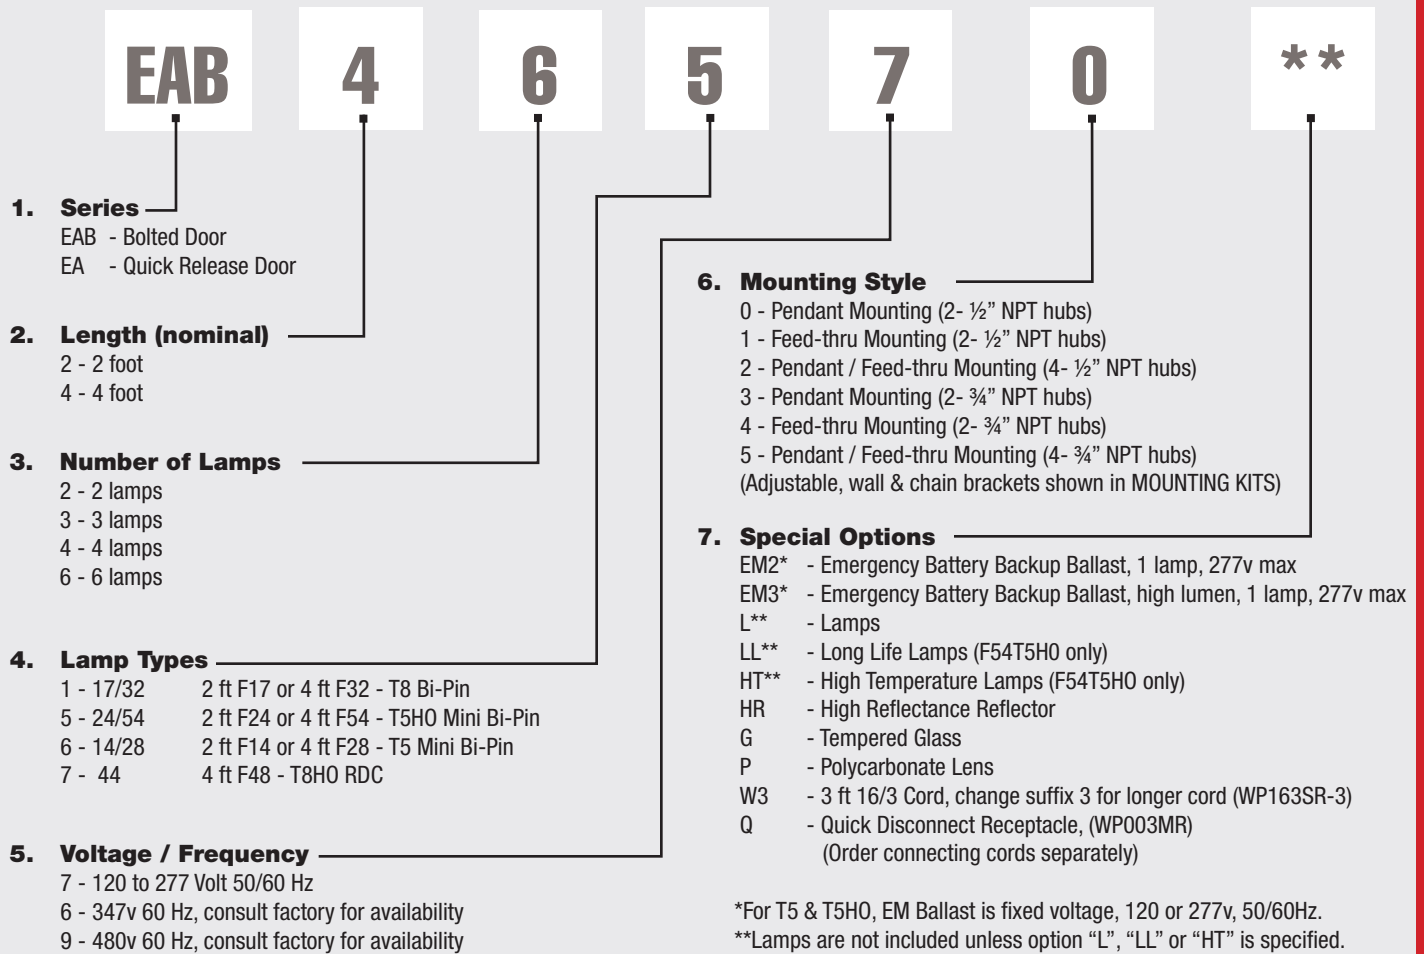 EAB 4 6 5 7 0 **
1. Series
EAB - Bolted Door
EA - Quick Release Door
2. Length (nominal)
2 - 2 foot
4 - 4 foot
3. Number of Lamps
2 - 2 lamps
3 - 3 lamps
4 - 4 lamps
6 - 6 lamps
4. Lamp Types
1 - 17/32 2 ft F17 or 4 ft F32 - T8 Bi-Pin
5 - 24/54 2 ft F24 or 4 ft F54 - T5HO Mini Bi-Pin
6 - 14/28 2 ft F14 or 4 ft F28 - T5 Mini Bi-Pin
7 - 44 4 ft F48 - T8HO RDC
5. Voltage / Frequency
7 - 120 to 277 Volt 50/60 Hz
6 - 347v 60 Hz, consult factory for availability
9 - 480v 60 Hz, consult factory for availability
6. Mounting Style
0 - Pendant Mounting (2- ½” NPT hubs)
1 - Feed-thru Mounting (2- ½” NPT hubs)
2 - Pendant / Feed-thru Mounting (4- ½” NPT hubs)
3 - Pendant Mounting (2- ¾” NPT hubs)
4 - Feed-thru Mounting (2- ¾” NPT hubs)
5 - Pendant / Feed-thru Mounting (4- ¾” NPT hubs)
(Adjustable, wall & chain brackets shown in MOUNTING KITS)
7. Special Options
EM2* - Emergency Battery Backup Ballast, 1 lamp, 277v max
EM3* - Emergency Battery Backup Ballast, high lumen, 1 lamp, 277v max
L** - Lamps
LL** - Long Life Lamps (F54T5H0 only)
HT** - High Temperature Lamps (F54T5HO only)
HR - High Reflectance Reflector
G - Tempered Glass
P - Polycarbonate Lens
W3 - 3 ft 16/3 Cord, change suffix 3 for longer cord (WP163SR-3)
Q - Quick Disconnect Receptacle, (WP003MR)
(Order connecting cords separately)
*For T5 & T5HO, EM Ballast is fixed voltage, 120 or 277v, 50/60Hz.
**Lamps are not included unless option “L”, “LL” or “HT” is specified.